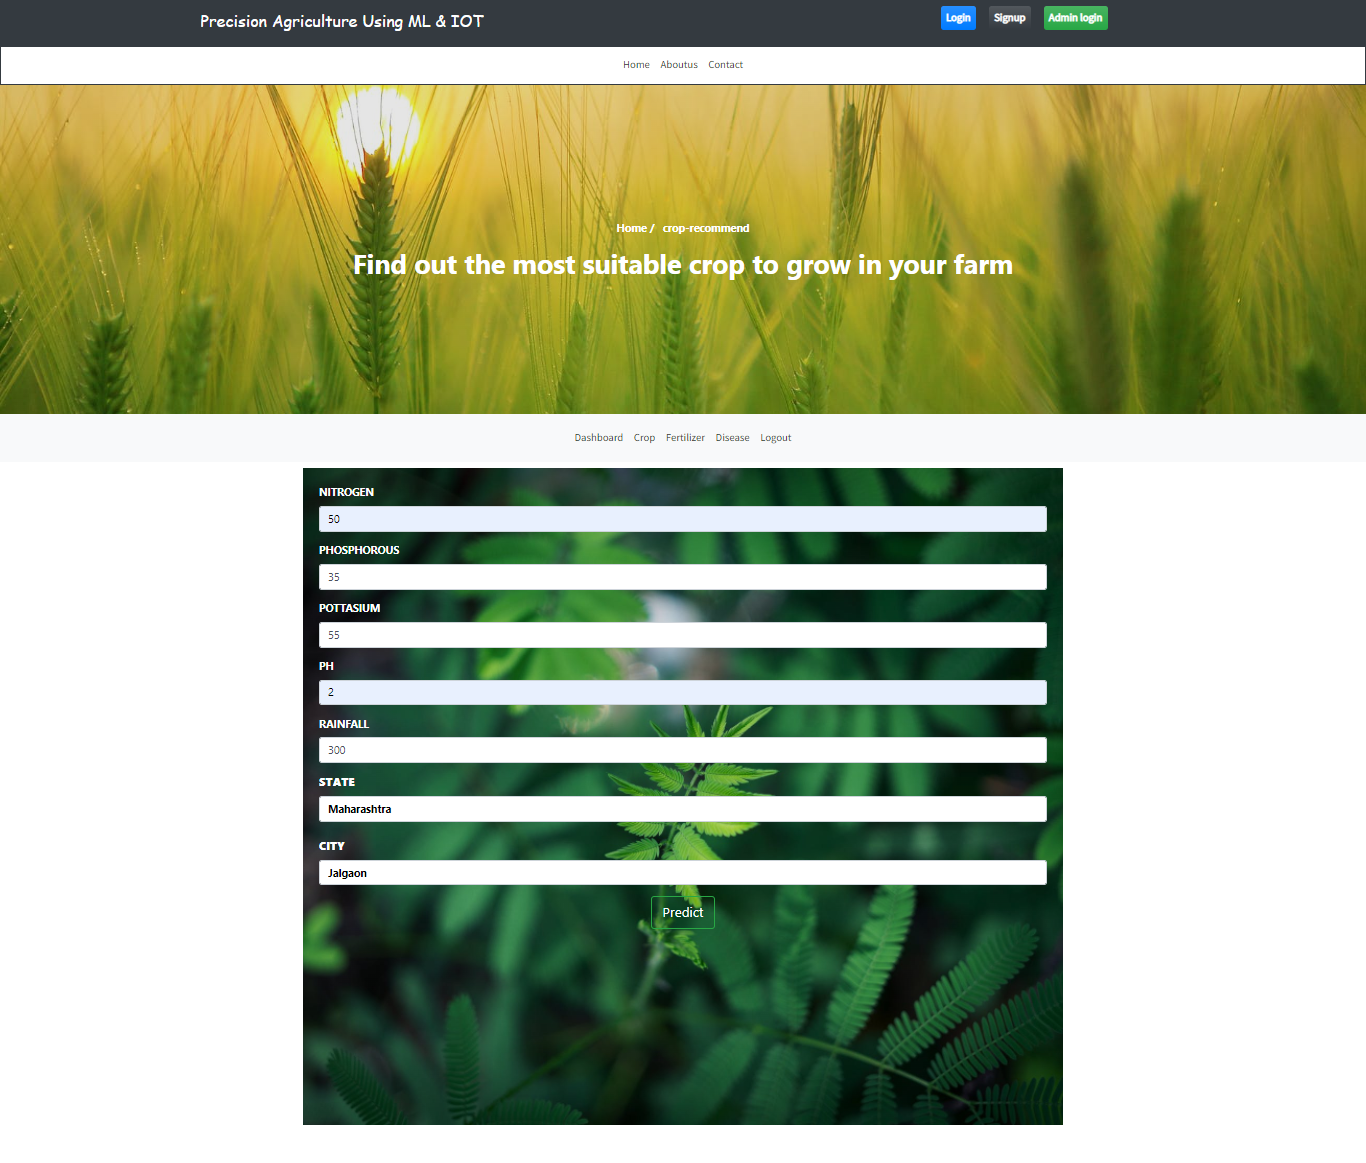 Precision Agriculture Using ML & IOT
Login Signup Admin login
Home Aboutus Contact
Home / crop-recommend
Find out the most suitable crop to grow in your farm
Dashboard Crop Fertilizer Disease Logout
NITROGEN
50
PHOSPHOROUS
35
POTTASIUM
55
PH
2
RAINFALL
300
STATE
Maharashtra
CITY
Jalgaon
Predict